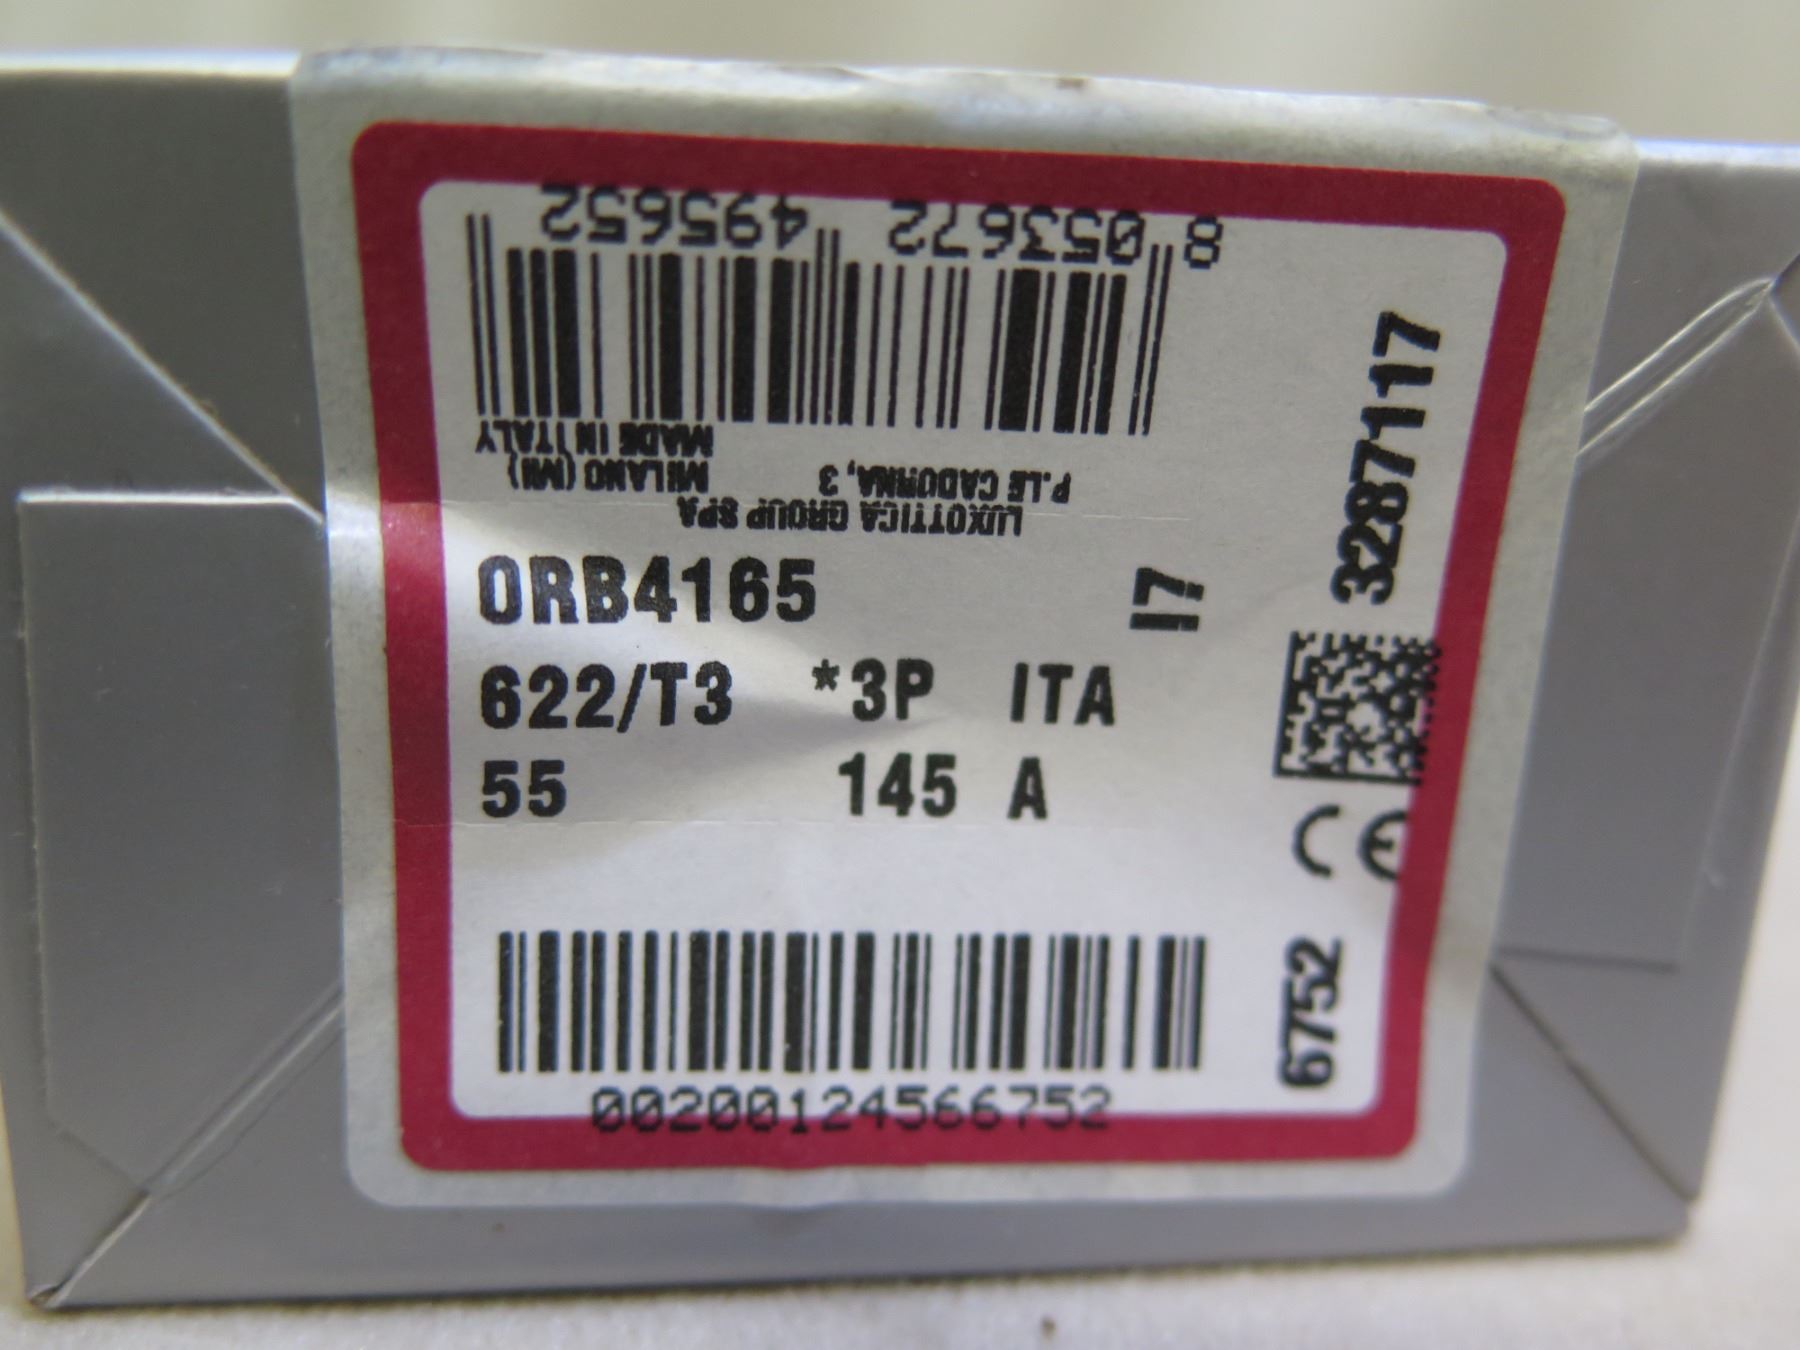 8 053672 495652
LUXOTTICA GROUP SPA
P.LE CADORNA, 3 MILANO (MI)
MADE IN ITALY
0RB4165 I7
622/T3 *3P ITA
55 145 A
00200124566752
3287117
6752
CE